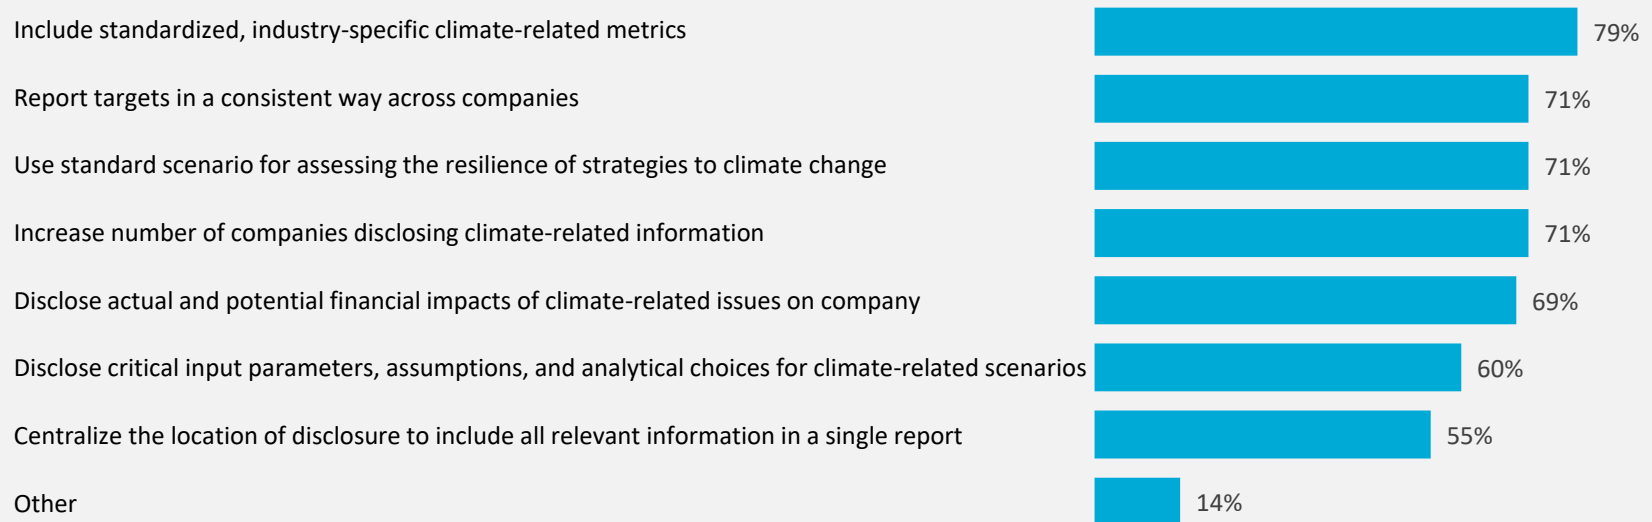 Include standardized, industry-specific climate-related metrics 79%
Report targets in a consistent way across companies 71%
Use standard scenario for assessing the resilience of strategies to climate change 71%
Increase number of companies disclosing climate-related information 71%
Disclose actual and potential financial impacts of climate-related issues on company 69%
Disclose critical input parameters, assumptions, and analytical choices for climate-related scenarios 60%
Centralize the location of disclosure to include all relevant information in a single report 55%
Other 14%